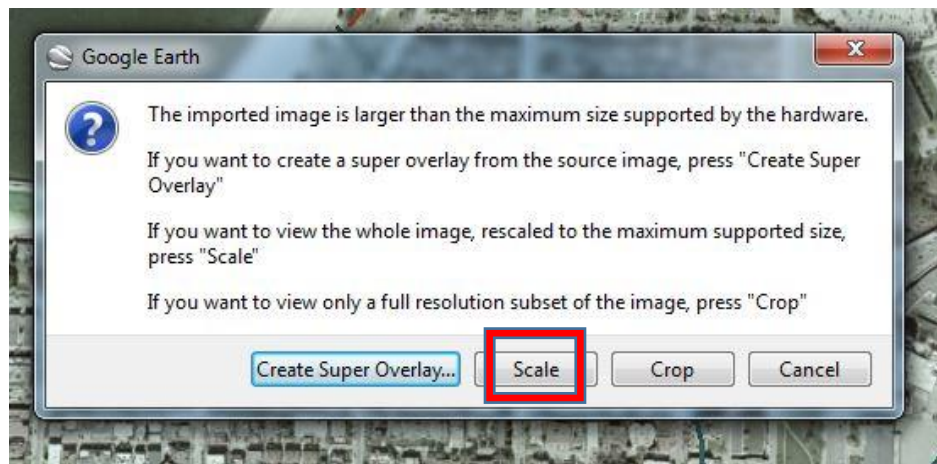 Google Earth
The imported image is larger than the maximum size supported by the hardware.
If you want to create a super overlay from the source image, press "Create Super
Overlay"
If you want to view the whole image, rescaled to the maximum supported size,
press "Scale"
If you want to view only a full resolution subset of the image, press "Crop"
Create Super Overlay... Scale Crop Cancel